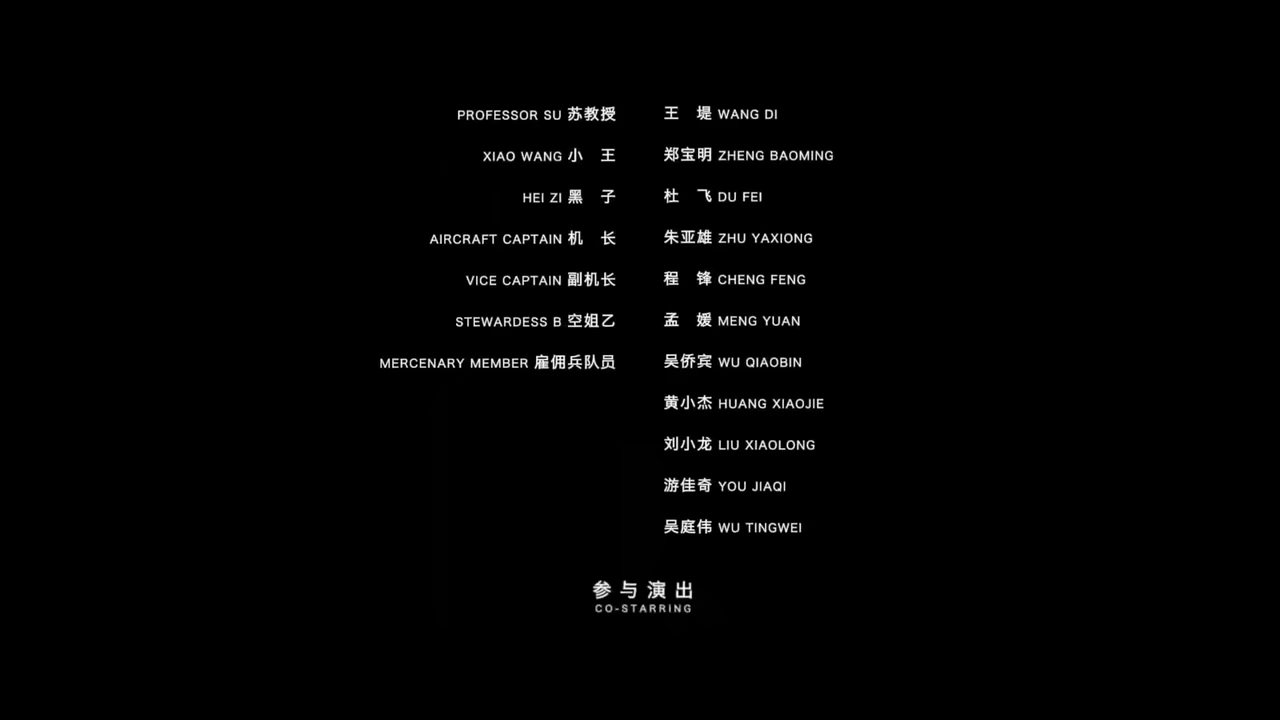 PROFESSOR SU 苏教授 王 堤 WANG DI
XIAO WANG 小 王 郑宝明 ZHENG BAOMING
HEI ZI 黑 子 杜 飞 DU FEI
AIRCRAFT CAPTAIN 机 长 朱亚雄 ZHU YAXIONG
VICE CAPTAIN 副机长 程 锋 CHENG FENG
STEWARDESS B 空姐乙 孟 媛 MENG YUAN
MERCENARY MEMBER 雇佣兵队员 吴侨宾 WU QIAOBIN
黄小杰 HUANG XIAOJIE
刘小龙 LIU XIAOLONG
游佳奇 YOU JIAQI
吴庭伟 WU TINGWEI
参与演出
CO-STARRING